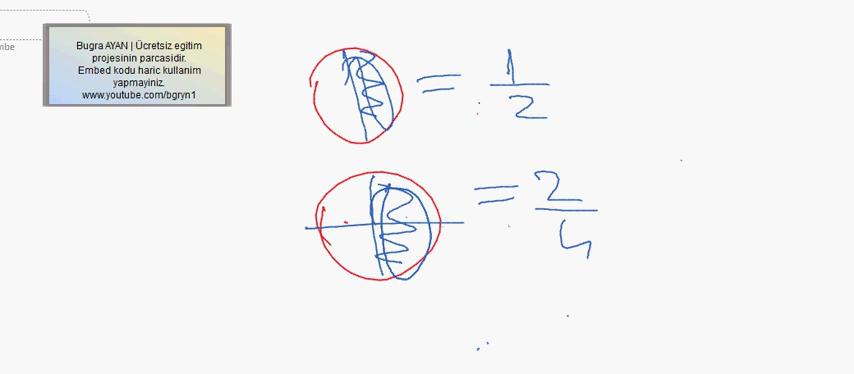 mbe
Bugra AYAN | Ücretsiz egitim
projesinin parcasidir.
Embed kodu haric kullanim
yapmayiniz.
www.youtube.com/bgryn1
= 1/2
= 2/4